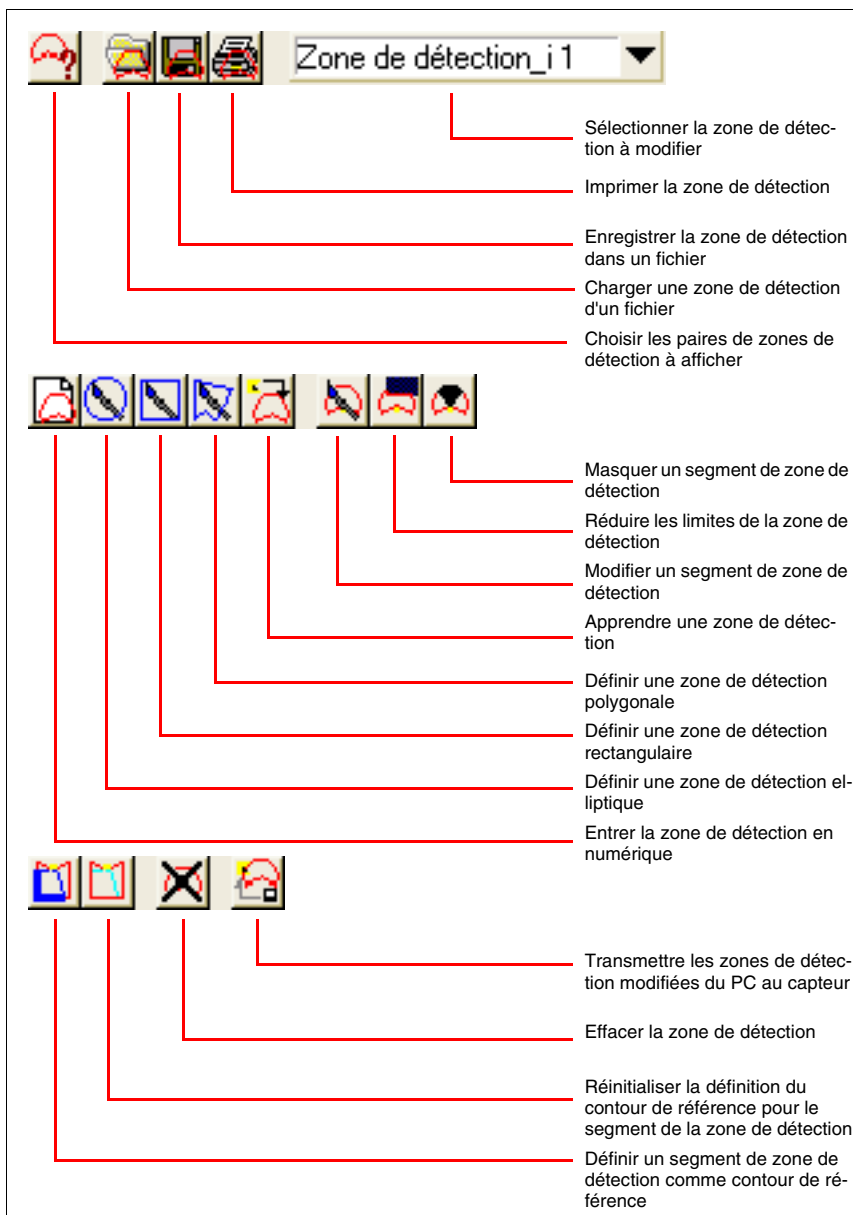 Zone de détection_i 1
Sélectionner la zone de détec-
tion à modifier
Imprimer la zone de détection
Enregistrer la zone de détection
dans un fichier
Charger une zone de détection
d'un fichier
Choisir les paires de zones de
détection à afficher
Masquer un segment de zone de
détection
Réduire les limites de la zone de
détection
Modifier un segment de zone de
détection
Apprendre une zone de détec-
tion
Définir une zone de détection
polygonale
Définir une zone de détection
rectangulaire
Définir une zone de détection el-
liptique
Entrer la zone de détection en
numérique
Transmettre les zones de détec-
tion modifiées du PC au capteur
Effacer la zone de détection
Réinitialiser la définition du
contour de référence pour le
segment de la zone de détection
Définir un segment de zone de
détection comme contour de ré-
férence